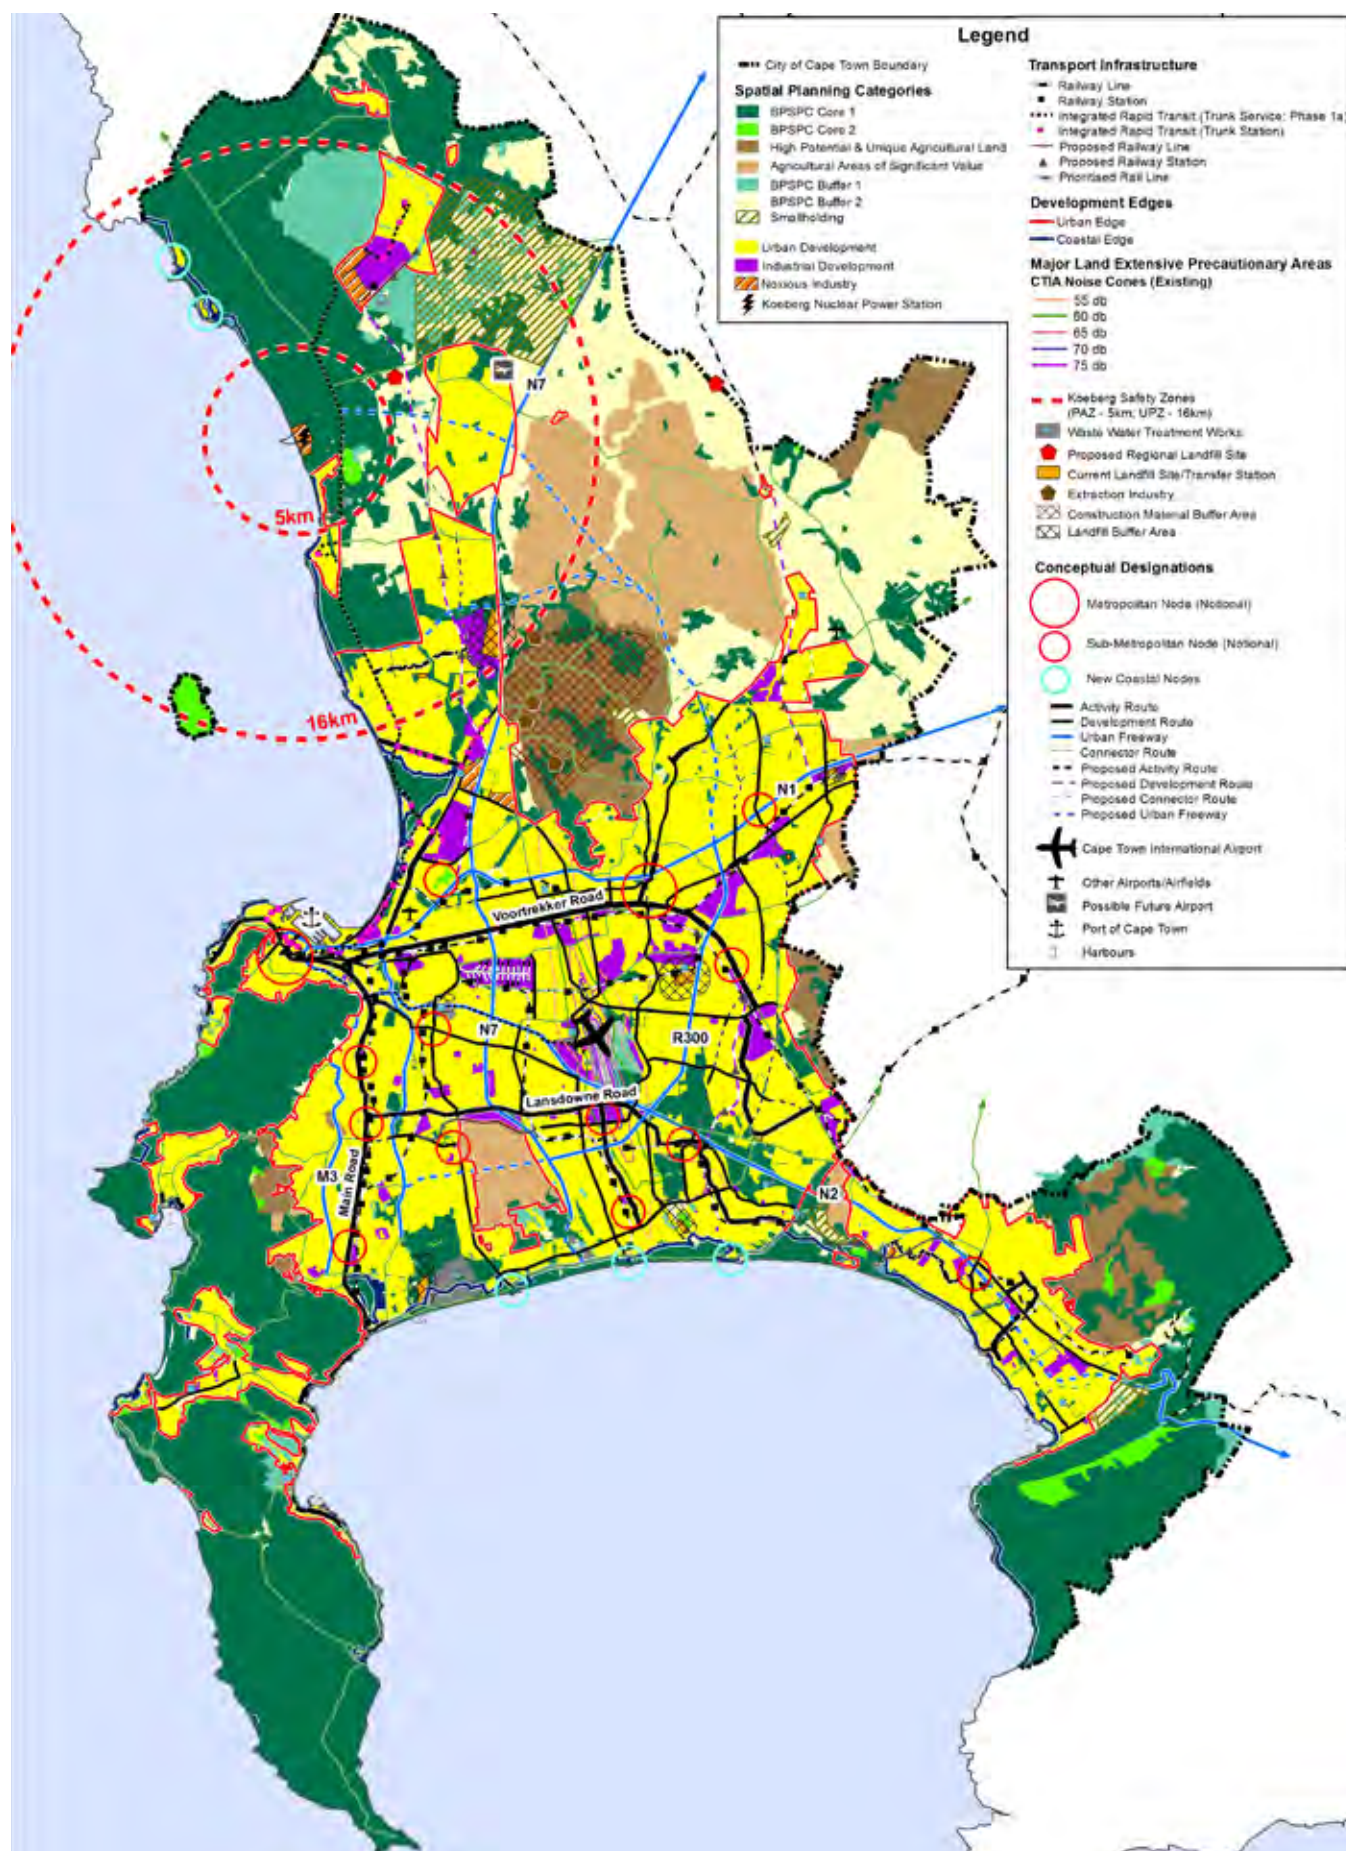 Legend
City of Cape Town Boundary
Spatial Planning Categories
BPSPC Core 1
BPSPC Core 2
High Potential & Unique Agricultural Land
Agricultural Areas of Significant Value
BPSPC Buffer 1
BPSPC Buffer 2
Smallholding
Urban Development
Industrial Development
Noxious Industry
Koeberg Nuclear Power Station
Transport Infrastructure
Railway Line
Railway Station
Integrated Rapid Transit (Trunk Service: Phase 1a)
Integrated Rapid Transit (Trunk Station)
Proposed Railway Line
Proposed Railway Station
Prioritised Rail Line
Development Edges
Urban Edge
Coastal Edge
Major Land Extensive Precautionary Areas
CTIA Noise Cones (Existing)
55 db
60 db
65 db
70 db
75 db
Koeberg Safety Zones
(PAZ - 5km; UPZ - 16km)
Waste Water Treatment Works
Proposed Regional Landfill Site
Current Landfill Site/Transfer Station
Extraction Industry
Construction Material Buffer Area
Landfill Buffer Area
Conceptual Designations
Metropolitan Node (Notional)
Sub-Metropolitan Node (Notional)
New Coastal Nodes
Activity Route
Development Route
Urban Freeway
Connector Route
Proposed Activity Route
Proposed Development Route
Proposed Connector Route
Proposed Urban Freeway
Cape Town International Airport
Other Airports/Airfields
Possible Future Airport
Port of Cape Town
Harbours
N7
5km
16km
N1
Voortrekker Road
N7
R300
Lansdowne Road
M3
Main Road
N2